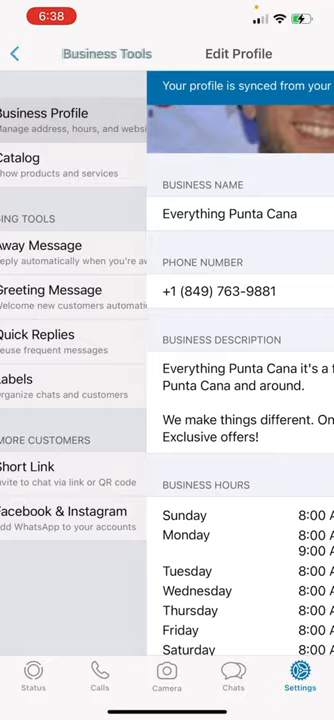 6:38
Business Tools
Edit Profile
Your profile is synced from your
Business Profile
Manage address, hours, and websi
Catalog
how products and services
ING TOOLS
Away Message
eply automatically when you're aw
Greeting Message
Welcome new customers automatic
Quick Replies
euse frequent messages
Labels
Organize chats and customers
MORE CUSTOMERS
Short Link
nvite to chat via link or QR code
Facebook & Instagram
dd WhatsApp to your accounts
BUSINESS NAME
Everything Punta Cana
PHONE NUMBER
+1 (849) 763-9881
BUSINESS DESCRIPTION
Everything Punta Cana it's a f
Punta Cana and around.
We make things different. On
Exclusive offers!
BUSINESS HOURS
Sunday 8:00 A
Monday 8:00 A
9:00 A
Tuesday 8:00 A
Wednesday 8:00 A
Thursday 8:00 A
Friday 8:00 A
Saturday 8:00 A
Status
Calls
Camera
Chats
Settings